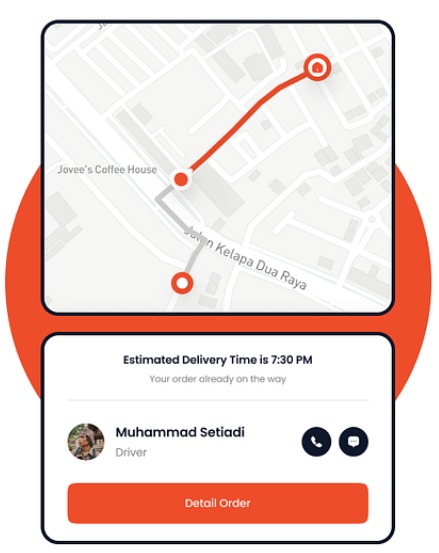 Jovee's Coffee House
Jalan Kelapa Dua Raya
Estimated Delivery Time is 7:30 PM
Your order already on the way
Muhammad Setiadi
Driver
Detail Order